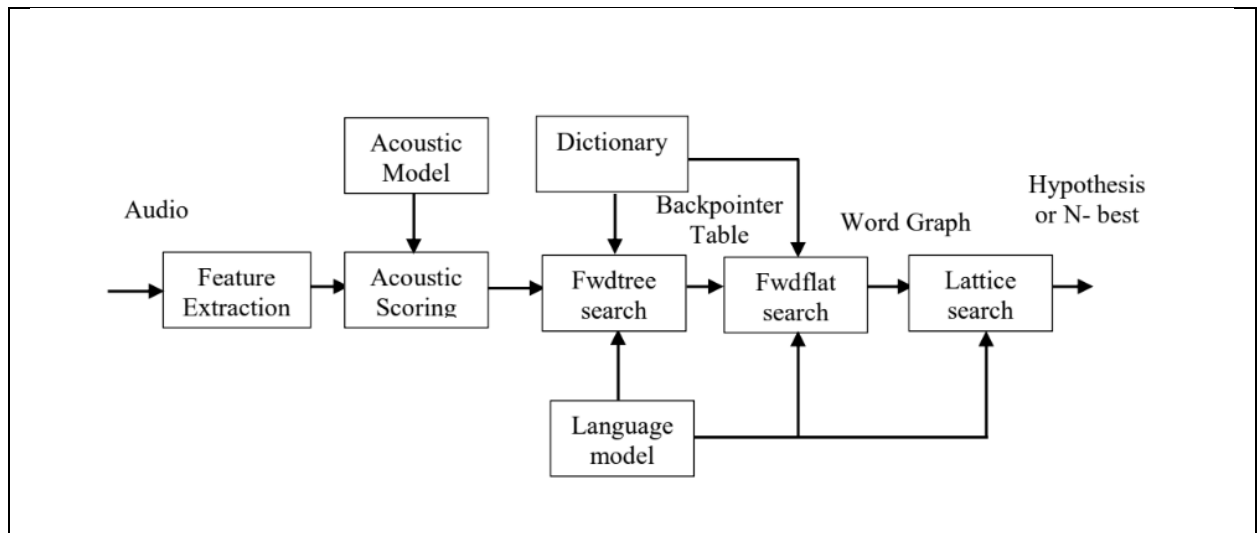 Acoustic
Model
Dictionary
Hypothesis
or N- best
Audio
Backpointer
Table
Word Graph
Feature
Extraction
Acoustic
Scoring
Fwdtree
search
Fwdflat
search
Lattice
search
Language
model